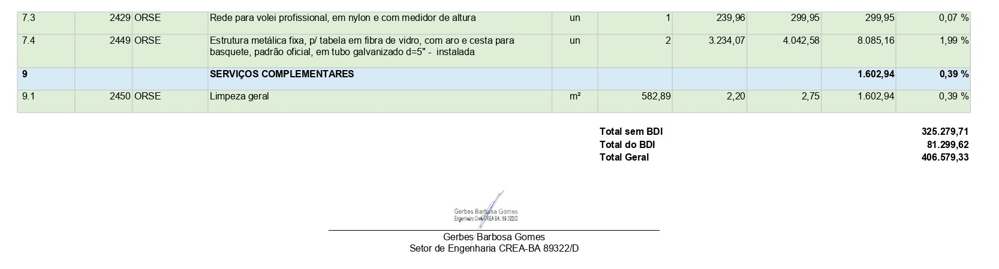 7.3 2429 ORSE Rede para volei profissional, em nylon e com medidor de altura un 1 239,96 299,95 299,95 0,07 %
7.4 2449 ORSE Estrutura metálica fixa, p/ tabela em fibra de vidro, com aro e cesta para un 2 3.234,07 4.042,58 8.085,16 1,99 %
basquete, padrão oficial, em tubo galvanizado d=5" - instalada
9 SERVIÇOS COMPLEMENTARES 1.602,94 0,39 %
9.1 2450 ORSE Limpeza geral m² 582,89 2,20 2,75 1.602,94 0,39 %
Total sem BDI 325.279,71
Total do BDI 81.299,62
Total Geral 406.579,33
Gerbes Barbosa Gomes
Engenheiro Civil-CREA BA: 89.322/D
Gerbes Barbosa Gomes
Setor de Engenharia CREA-BA 89322/D